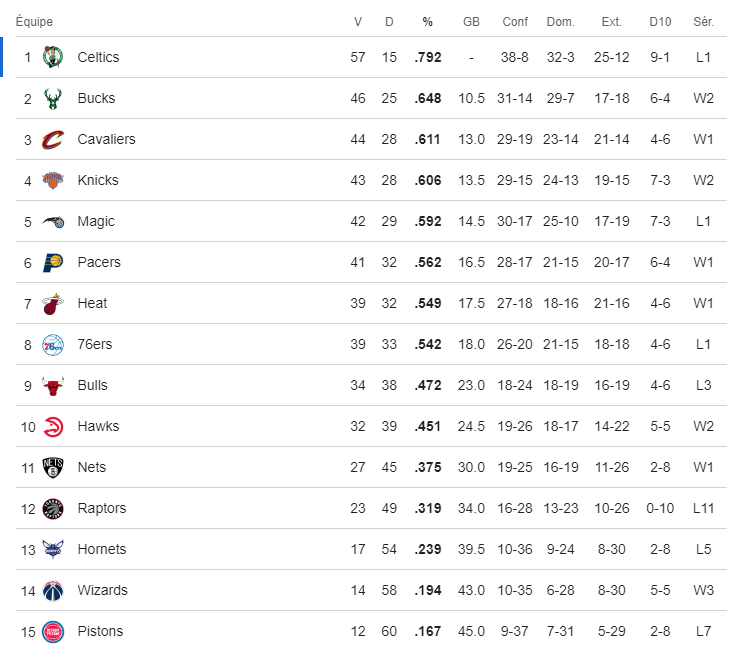 Équipe V D % GB Conf Dom. Ext. D10 Sér.
1 Celtics 57 15 .792 - 38-8 32-3 25-12 9-1 L1
2 Bucks 46 25 .648 10.5 31-14 29-7 17-18 6-4 W2
3 Cavaliers 44 28 .611 13.0 29-19 23-14 21-14 4-6 W1
4 Knicks 43 28 .606 13.5 29-15 24-13 19-15 7-3 W2
5 Magic 42 29 .592 14.5 30-17 25-10 17-19 7-3 L1
6 Pacers 41 32 .562 16.5 28-17 21-15 20-17 6-4 W1
7 Heat 39 32 .549 17.5 27-18 18-16 21-16 4-6 W1
8 76ers 39 33 .542 18.0 26-20 21-15 18-18 4-6 L1
9 Bulls 34 38 .472 23.0 18-24 18-19 16-19 4-6 L3
10 Hawks 32 39 .451 24.5 19-26 18-17 14-22 5-5 W2
11 NETS Nets 27 45 .375 30.0 19-25 16-19 11-26 2-8 W1
12 Raptors 23 49 .319 34.0 16-28 13-23 10-26 0-10 L11
13 Hornets 17 54 .239 39.5 10-36 9-24 8-30 2-8 L5
14 Wizards 14 58 .194 43.0 10-35 6-28 8-30 5-5 W3
15 Pistons 12 60 .167 45.0 9-37 7-31 5-29 2-8 L7